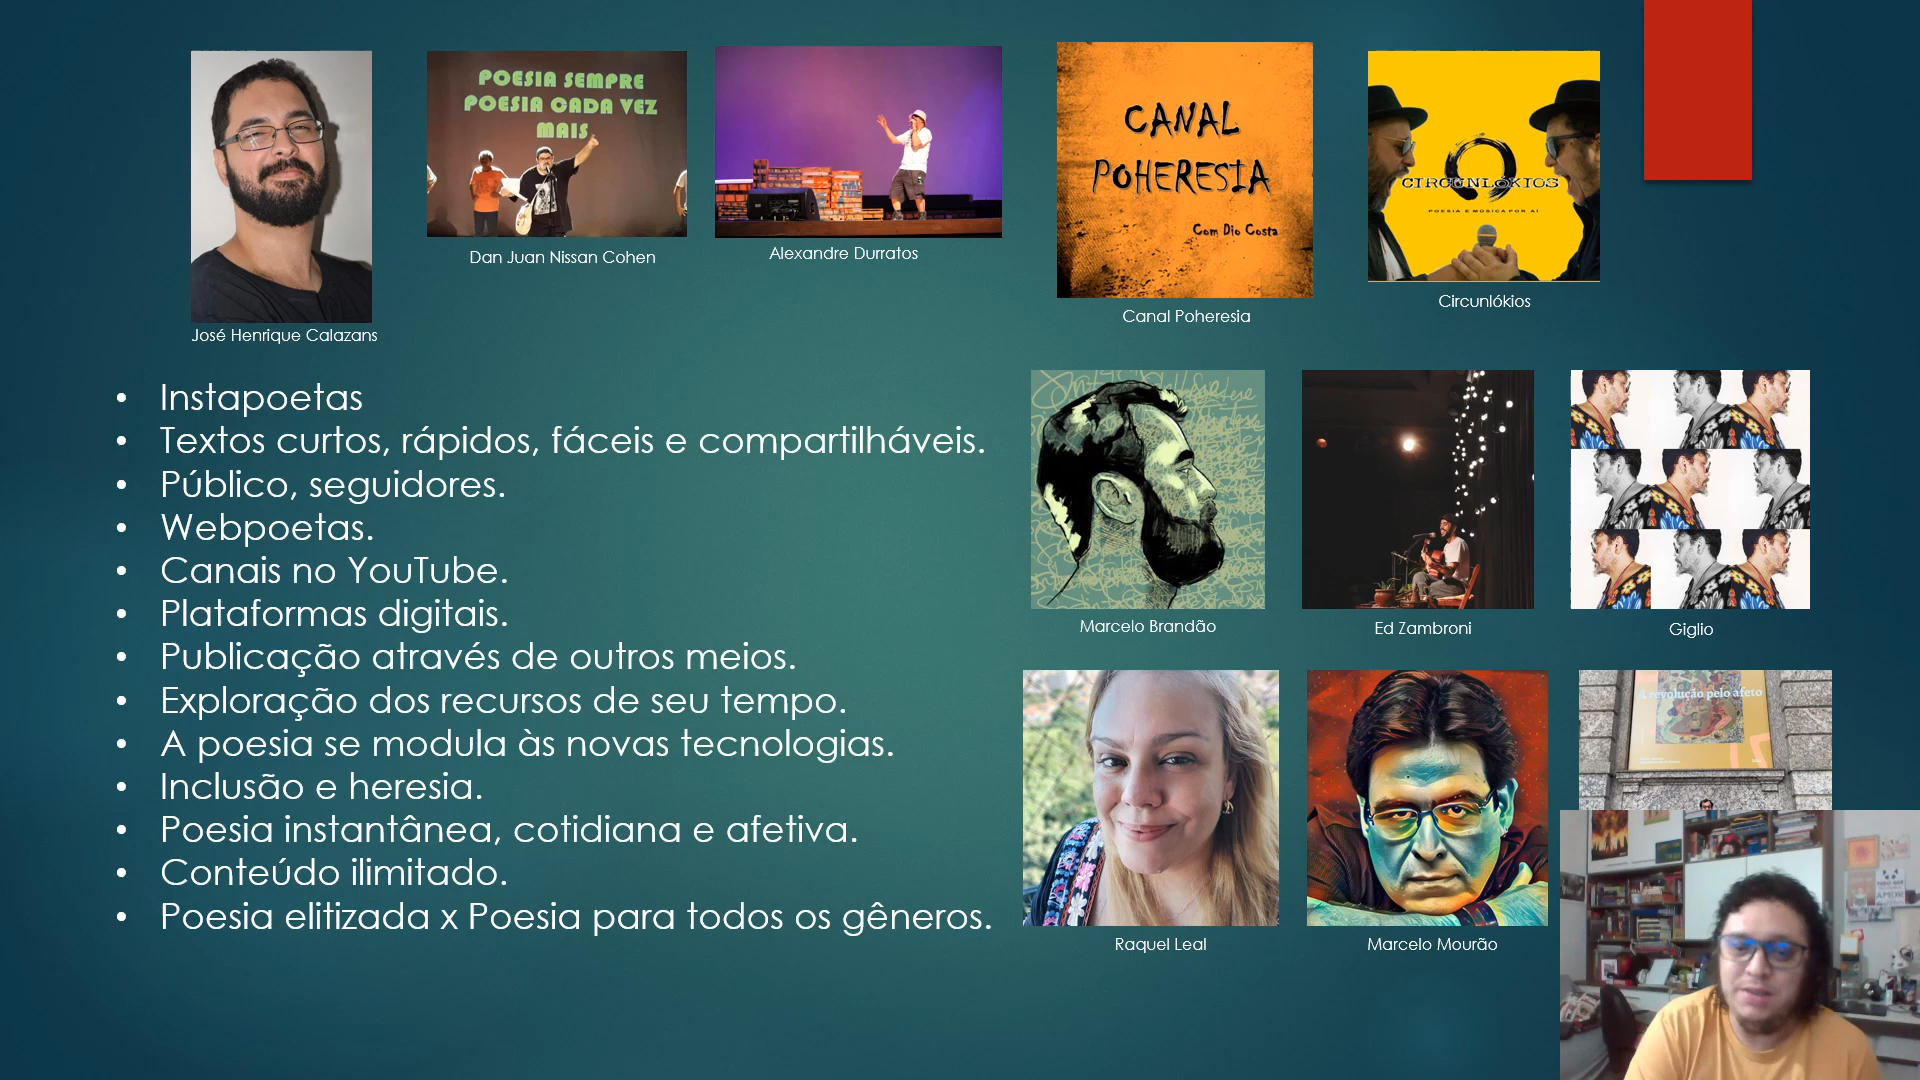 POESIA SEMPRE
POESIA CADA VEZ
MAIS
CANAL
POHERESIA
Com Dio Costa
CIRCUNLÓKIOS
POESIA E MÚSICA POR AÍ
José Henrique Calazans
Dan Juan Nissan Cohen
Alexandre Durratos
Canal Poheresia
Circunlókios
• Instapoetas
• Textos curtos, rápidos, fáceis e compartilháveis.
• Público, seguidores.
• Webpoetas.
• Canais no YouTube.
• Plataformas digitais.
• Publicação através de outros meios.
• Exploração dos recursos de seu tempo.
• A poesia se modula às novas tecnologias.
• Inclusão e heresia.
• Poesia instantânea, cotidiana e afetiva.
• Conteúdo ilimitado.
• Poesia elitizada x Poesia para todos os gêneros.
Marcelo Brandão
Ed Zambroni
Giglio
A revolução pelo afeto
Raquel Leal
Marcelo Mourão